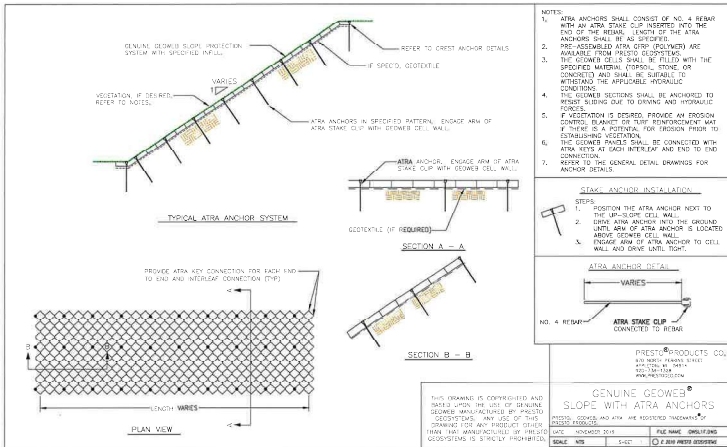 GENUINE GEOWEB SLOPE PROTECTION
SYSTEM WITH SPECIFIED INFILL.
REFER TO CREST ANCHOR DETAILS.
IF SPEC'D, GEOTEXTILE
VARIES
1
VEGETATION, IF DESIRED,
REFER TO NOTES.
ATRA ANCHORS IN SPECIFIED PATTERN. ENGAGE ARM OF
ATRA STAKE CLIP WITH GEOWEB CELL WALL.
TYPICAL ATRA ANCHOR SYSTEM
ATRA ANCHOR. ENGAGE ARM OF ATRA
STAKE CLIP WITH GEOWEB CELL WALL.
GEOTEXTILE (IF REQUIRED)
SECTION A - A
PROVIDE ATRA KEY CONNECTION FOR EACH END
TO END AND INTERLEAF CONNECTION (TYP)
A
A
B
B
LENGTH VARIES
PLAN VIEW
SECTION B - B
NOTES:
1. ATRA ANCHORS SHALL CONSIST OF NO. 4 REBAR
WITH AN ATRA STAKE CLIP INSERTED INTO THE
END OF THE REBAR. LENGTH OF THE ATRA
ANCHORS SHALL BE AS SPECIFIED.
2. PRE-ASSEMBLED ATRA GFRP (POLYMER) ARE
AVAILABLE FROM PRESTO GEOSYSTEMS.
3. THE GEOWEB CELLS SHALL BE FILLED WITH THE
SPECIFIED MATERIAL (TOPSOIL, STONE, OR
CONCRETE) AND SHALL BE SUITABLE TO
WITHSTAND THE APPLICABLE HYDRAULIC
CONDITIONS.
4. THE GEOWEB SECTIONS SHALL BE ANCHORED TO
RESIST SLIDING DUE TO DRIVING AND HYDRAULIC
FORCES.
5. IF VEGETATION IS DESIRED, PROVIDE AN EROSION
CONTROL BLANKET OR TURF REINFORCEMENT MAT
IF THERE IS A POTENTIAL FOR EROSION PRIOR TO
ESTABLISHING VEGETATION.
6. THE GEOWEB PANELS SHALL BE CONNECTED WITH
ATRA KEYS AT EACH INTERLEAF AND END TO END
CONNECTION.
7. REFER TO THE GENERAL DETAIL DRAWINGS FOR
ANCHOR DETAILS.
STAKE ANCHOR INSTALLATION
STEPS:
1. POSITION THE ATRA ANCHOR NEXT TO
THE UP-SLOPE CELL WALL.
2. DRIVE ATRA ANCHOR INTO THE GROUND
UNTIL ARM OF ATRA ANCHOR IS LOCATED
ABOVE GEOWEB CELL WALL.
3. ENGAGE ARM OF ATRA ANCHOR TO CELL
WALL AND DRIVE UNTIL TIGHT.
ATRA ANCHOR DETAIL
VARIES
NO. 4 REBAR
ATRA STAKE CLIP
CONNECTED TO REBAR
PRESTO® PRODUCTS CO.
670 NORTH PERKINS STREET
APPLETON, WI 54914
WWW.PRESTOGEO.COM
GENUINE GEOWEB®
SLOPE WITH ATRA ANCHORS
PRESTO, GEOWEB, AND ATRA ARE REGISTERED TRADEMARKS OF
PRESTO PRODUCTS.
DATE NOVEMBER 2019 FILE NAME
SCALE NTS SHEET © 2019 PRESTO GEOSYSTEMS
THIS DRAWING IS COPYRIGHTED AND
BASED UPON THE USE OF GENUINE
GEOWEB MANUFACTURED BY PRESTO
GEOSYSTEMS. ANY USE OF THIS
DRAWING FOR ANY PRODUCT OTHER
THAN THAT MANUFACTURED BY PRESTO
GEOSYSTEMS IS STRICTLY PROHIBITED.